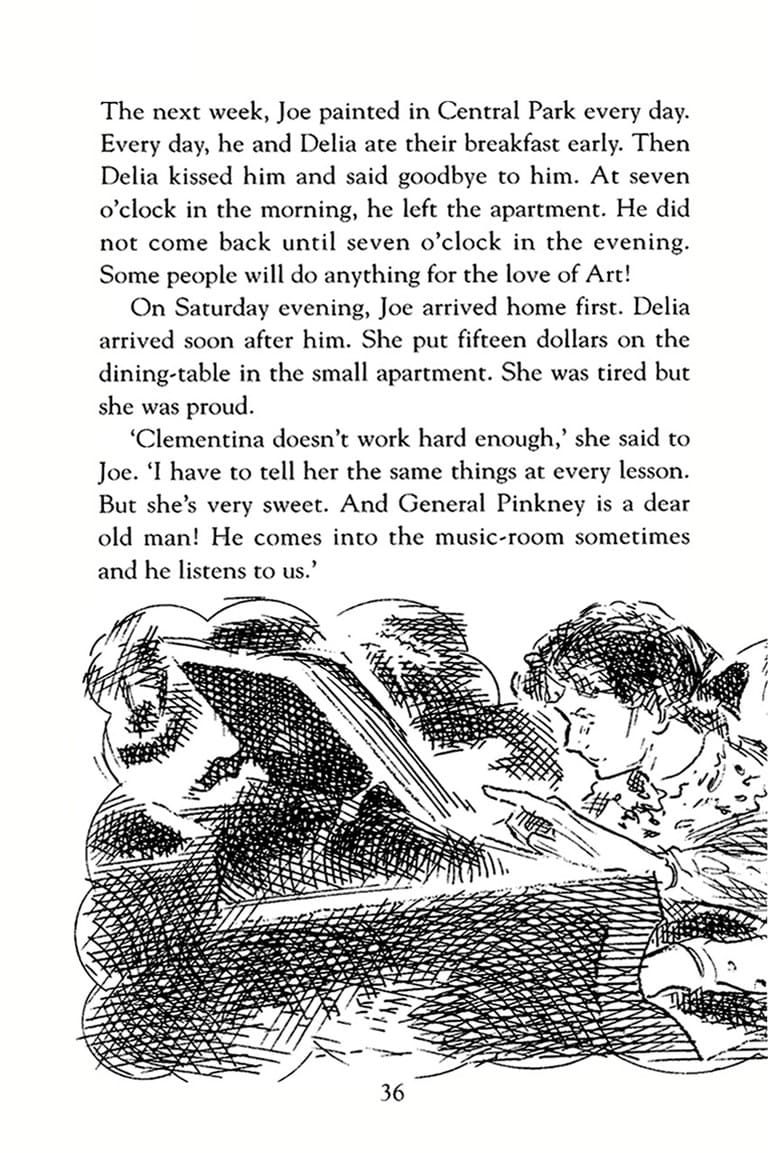 The next week, Joe painted in Central Park every day.
Every day, he and Delia ate their breakfast early. Then
Delia kissed him and said goodbye to him. At seven
o’clock in the morning, he left the apartment. He did
not come back until seven o’clock in the evening.
Some people will do anything for the love of Art!
On Saturday evening, Joe arrived home first. Delia
arrived soon after him. She put fifteen dollars on the
dining-table in the small apartment. She was tired but
she was proud.
‘Clementina doesn’t work hard enough,’ she said to
Joe. ‘I have to tell her the same things at every lesson.
But she’s very sweet. And General Pinkney is a dear
old man! He comes into the music-room sometimes
and he listens to us.’
36